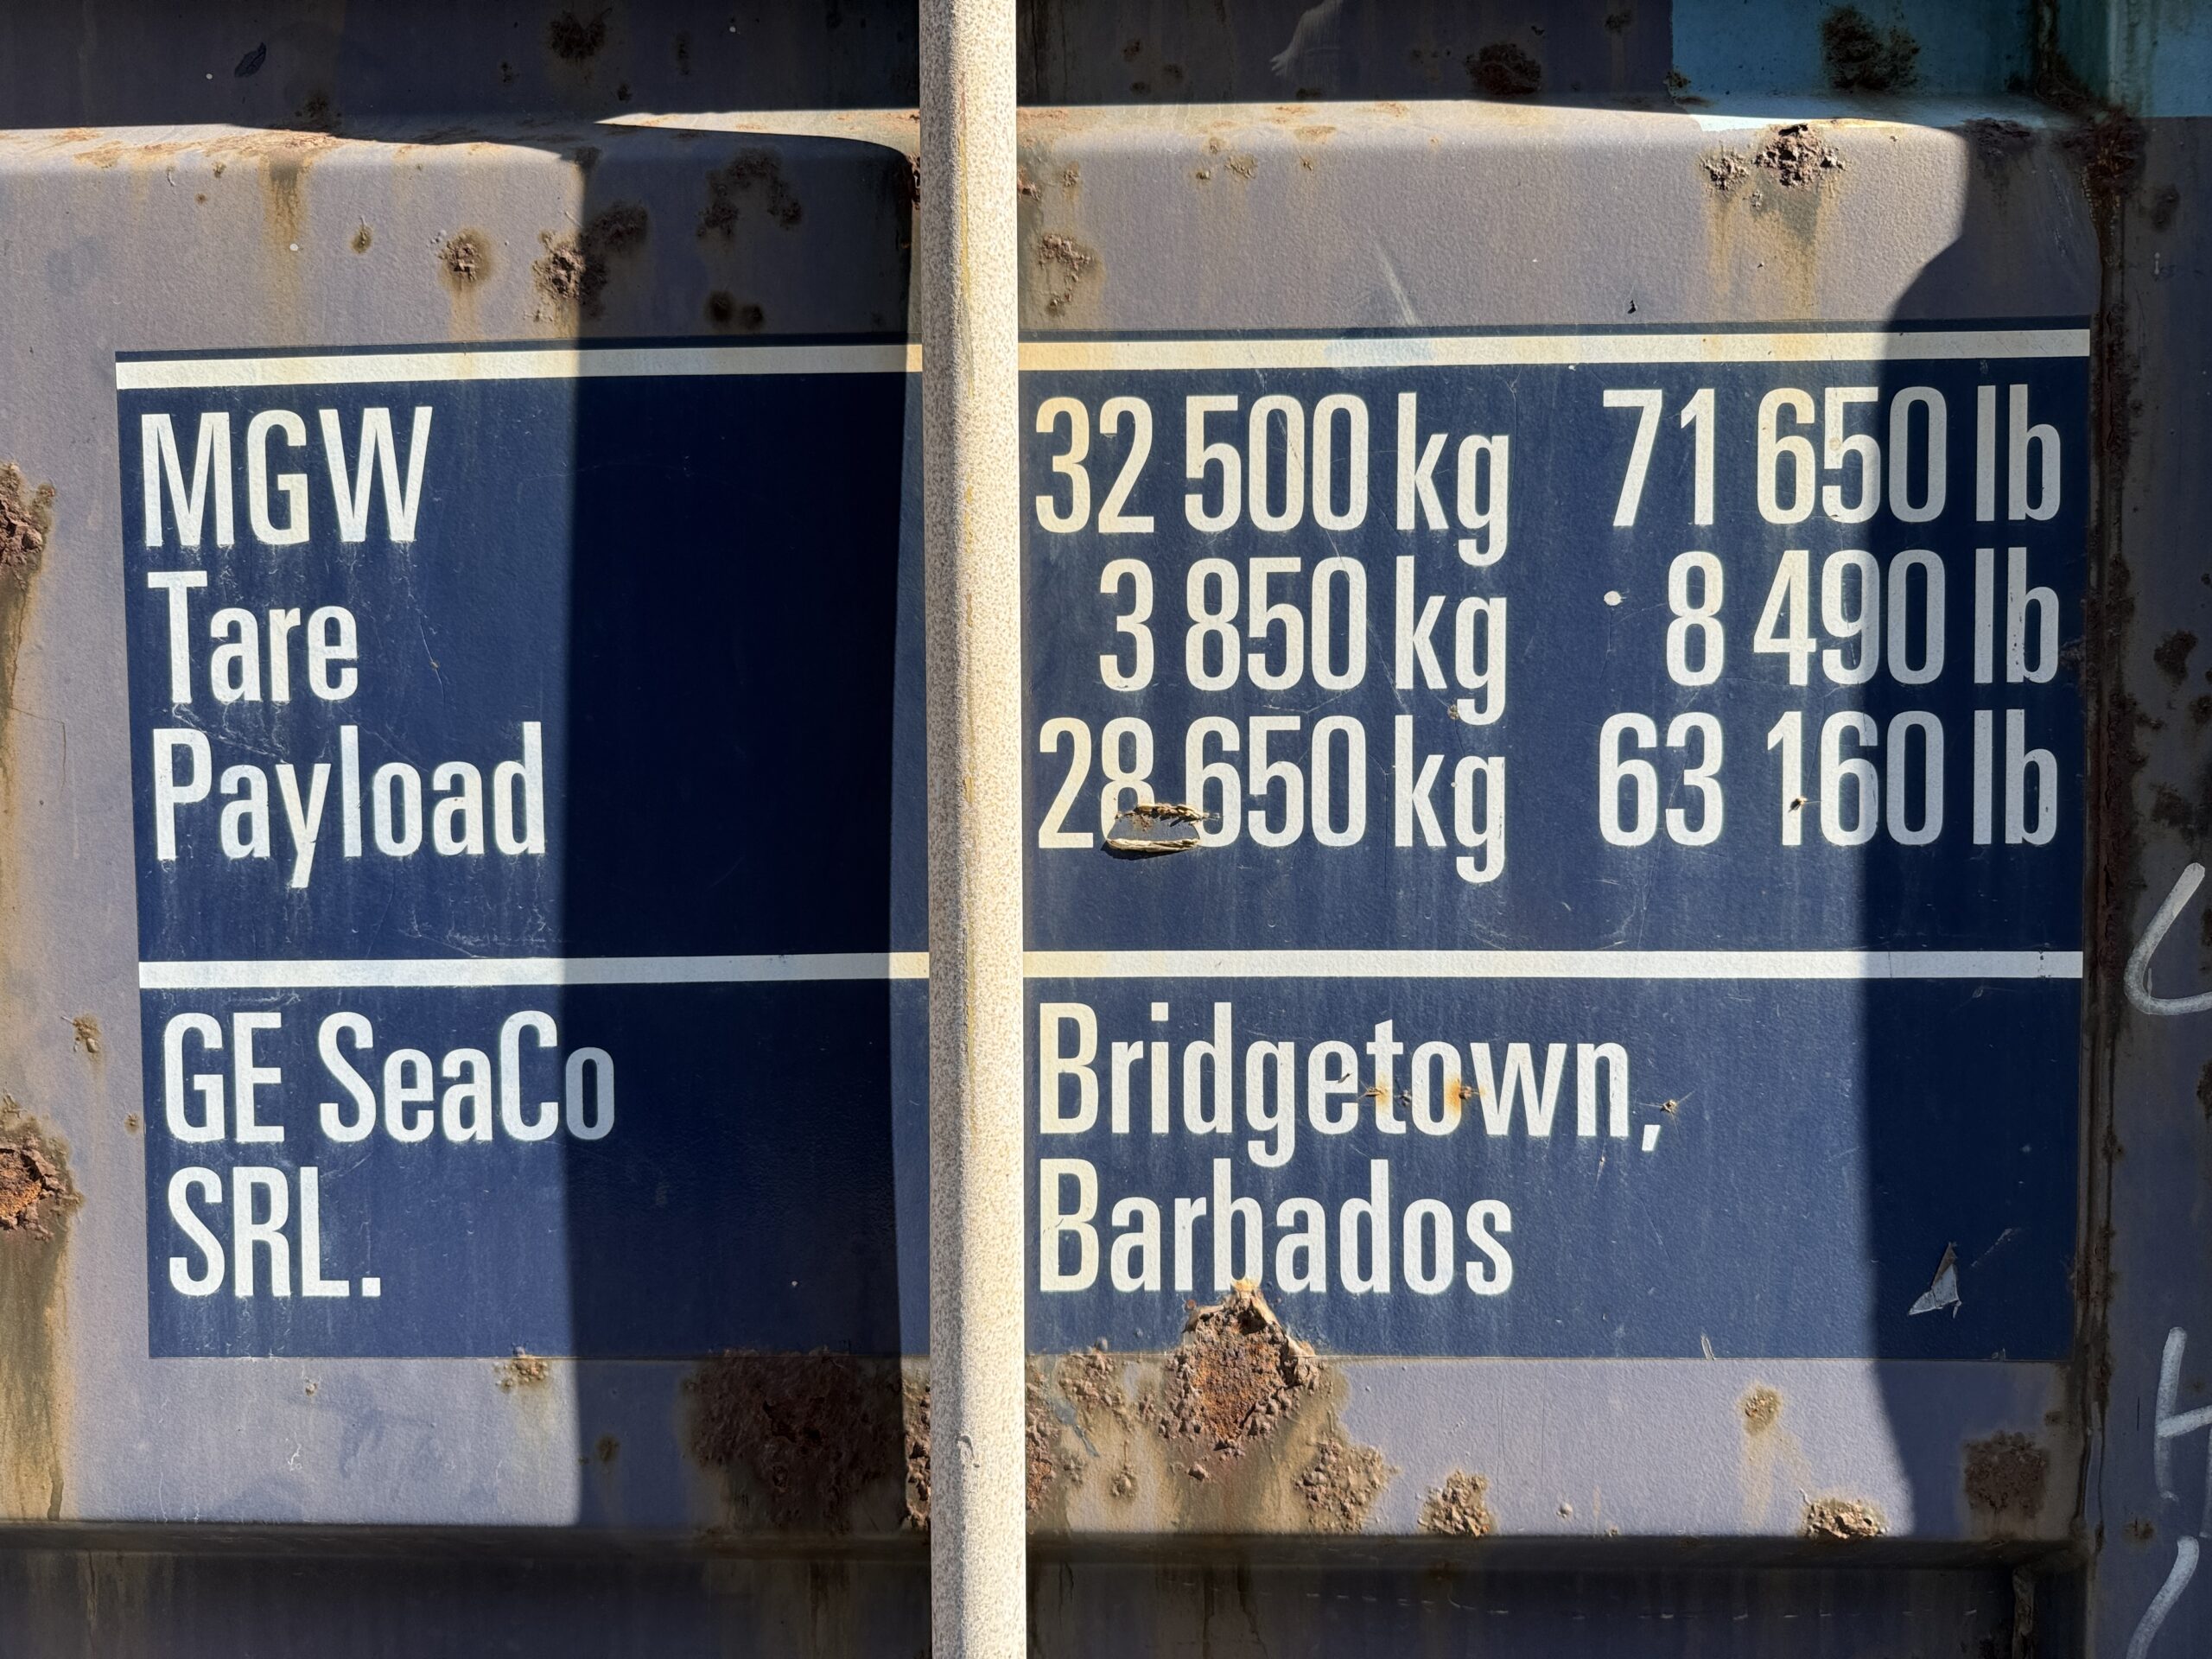 MGW 32 500 kg 71 650 lb
Tare 3 850 kg 8 490 lb
Payload 28 650 kg 63 160 lb
GE SeaCo Bridgetown,
SRL. Barbados